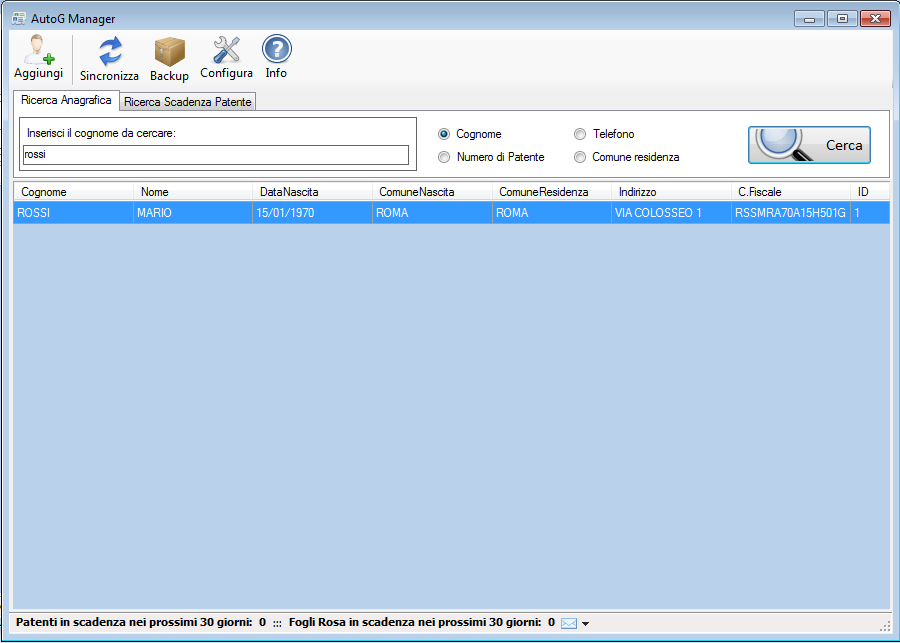 AutoG Manager
Aggiungi Sincronizza Backup Configura Info
Ricerca Anagrafica Ricerca Scadenza Patente
Inserisci il cognome da cercare:
rossi
Cognome Telefono
Numero di Patente Comune residenza
Cerca
Cognome Nome DataNascita ComuneNascita ComuneResidenza Indirizzo C.Fiscale ID
ROSSI MARIO 15/01/1970 ROMA ROMA VIA COLOSSEO 1 RSSMRA70A15H501G 1
Patenti in scadenza nei prossimi 30 giorni: 0 ::: Fogli Rosa in scadenza nei prossimi 30 giorni: 0